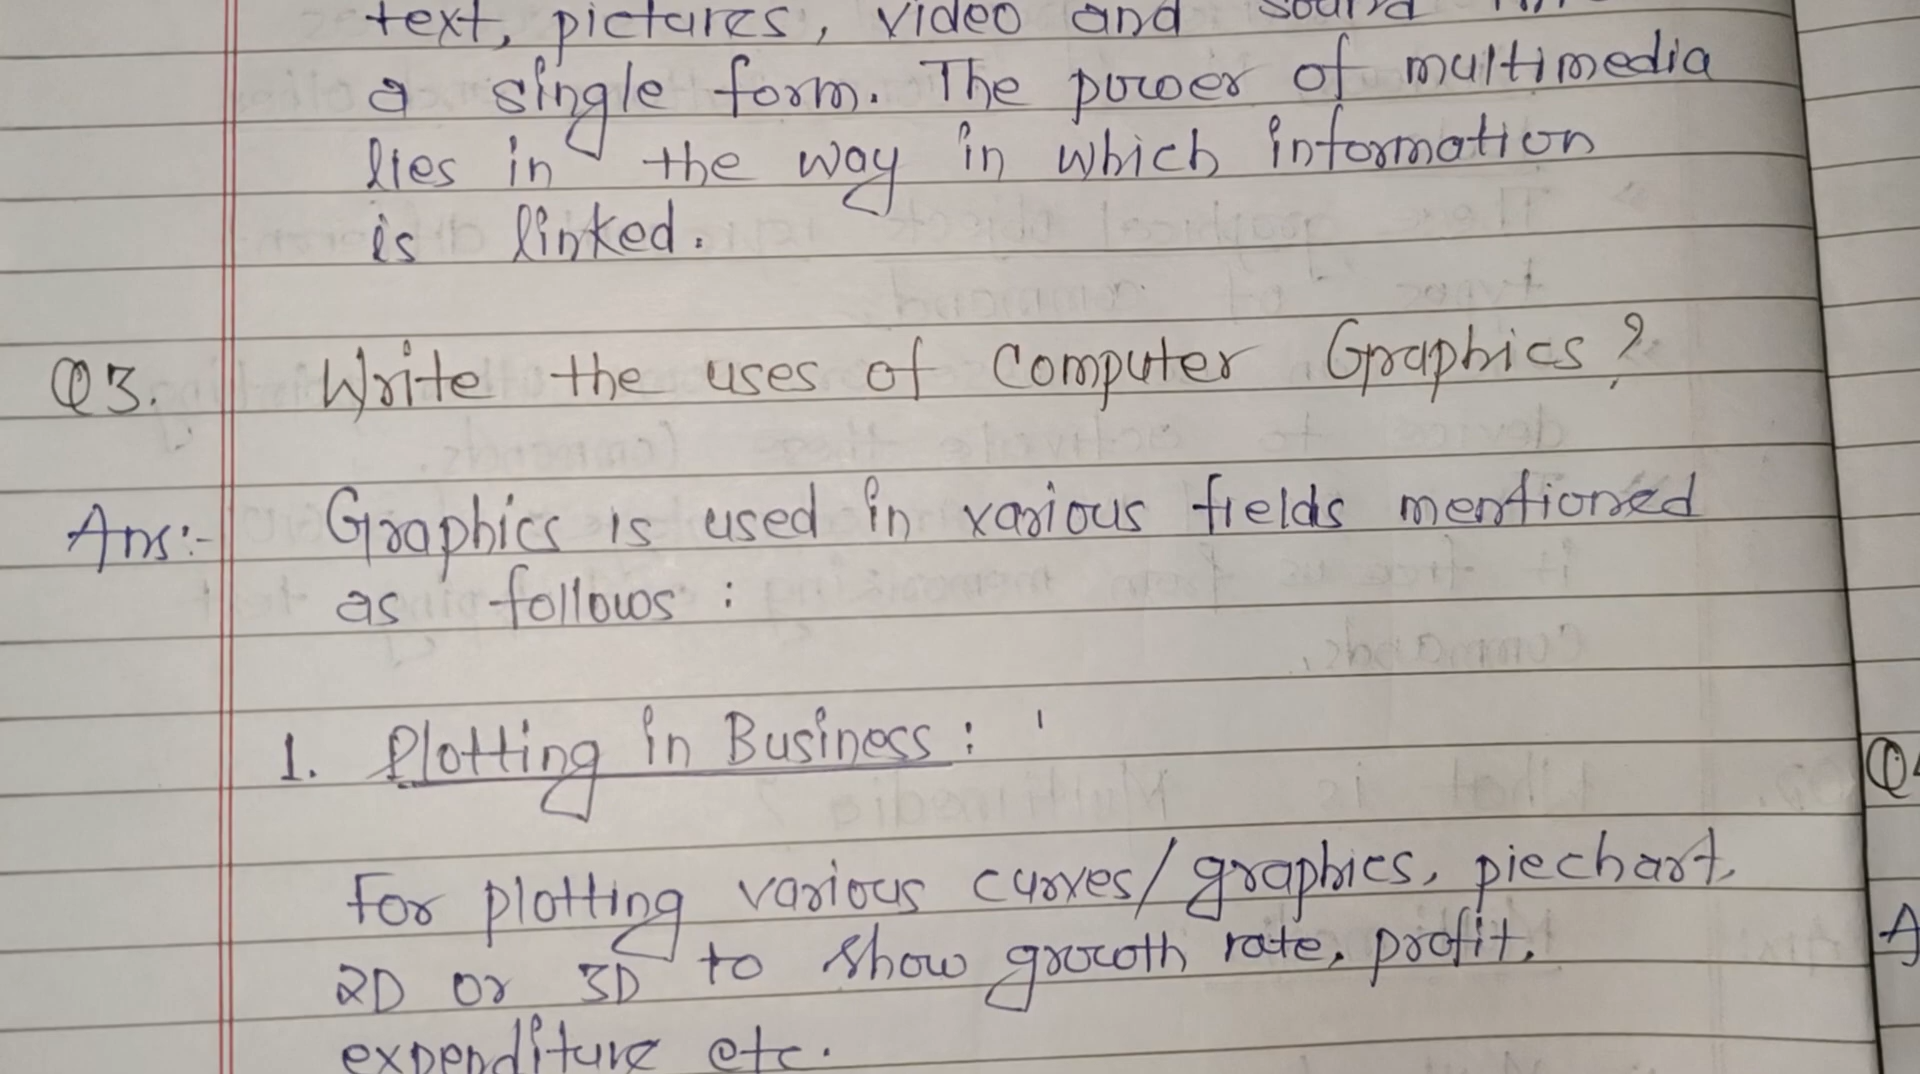 text, pictures, video and sound
a single form. The power of multimedia
lies in the way in which information
is linked.
Q3. Write the uses of Computer Graphics?
Ans:- Graphics is used in various fields mentioned
as follows :
1. Plotting in Business :
For plotting various curves/graphics, piechart,
2D or 3D to show growth rate, profit,
expenditure etc.